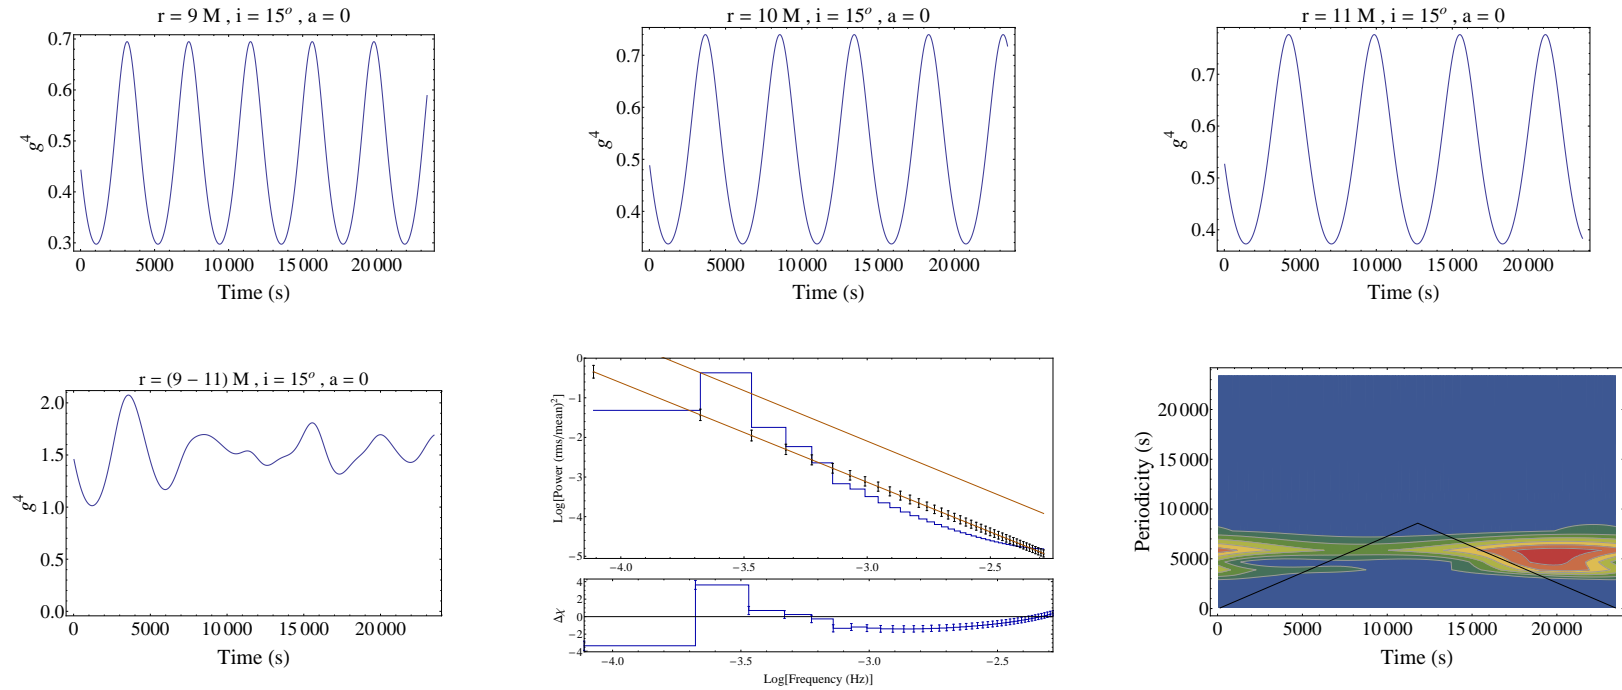 r = 9 M , i = 15° , a = 0
g⁴
0.7
0.6
0.5
0.4
0.3
0 5000 10 000 15 000 20 000
Time (s)
r = 10 M , i = 15° , a = 0
g⁴
0.7
0.6
0.5
0.4
0 5000 10 000 15 000 20 000
Time (s)
r = 11 M , i = 15° , a = 0
g⁴
0.7
0.6
0.5
0.4
0 5000 10 000 15 000 20 000
Time (s)
r = (9 − 11) M , i = 15° , a = 0
g⁴
2.0
1.5
1.0
0.5
0.0
0 5000 10 000 15 000 20 000
Time (s)
Log[Power (rms/mean)²]
0
−1
−2
−3
−4
−5
−4.0 −3.5 −3.0 −2.5
Δχ
4
2
0
−2
−4
−4.0 −3.5 −3.0 −2.5
Log[Frequency (Hz)]
Periodicity (s)
20 000
15 000
10 000
5000
0
0 5000 10 000 15 000 20 000
Time (s)